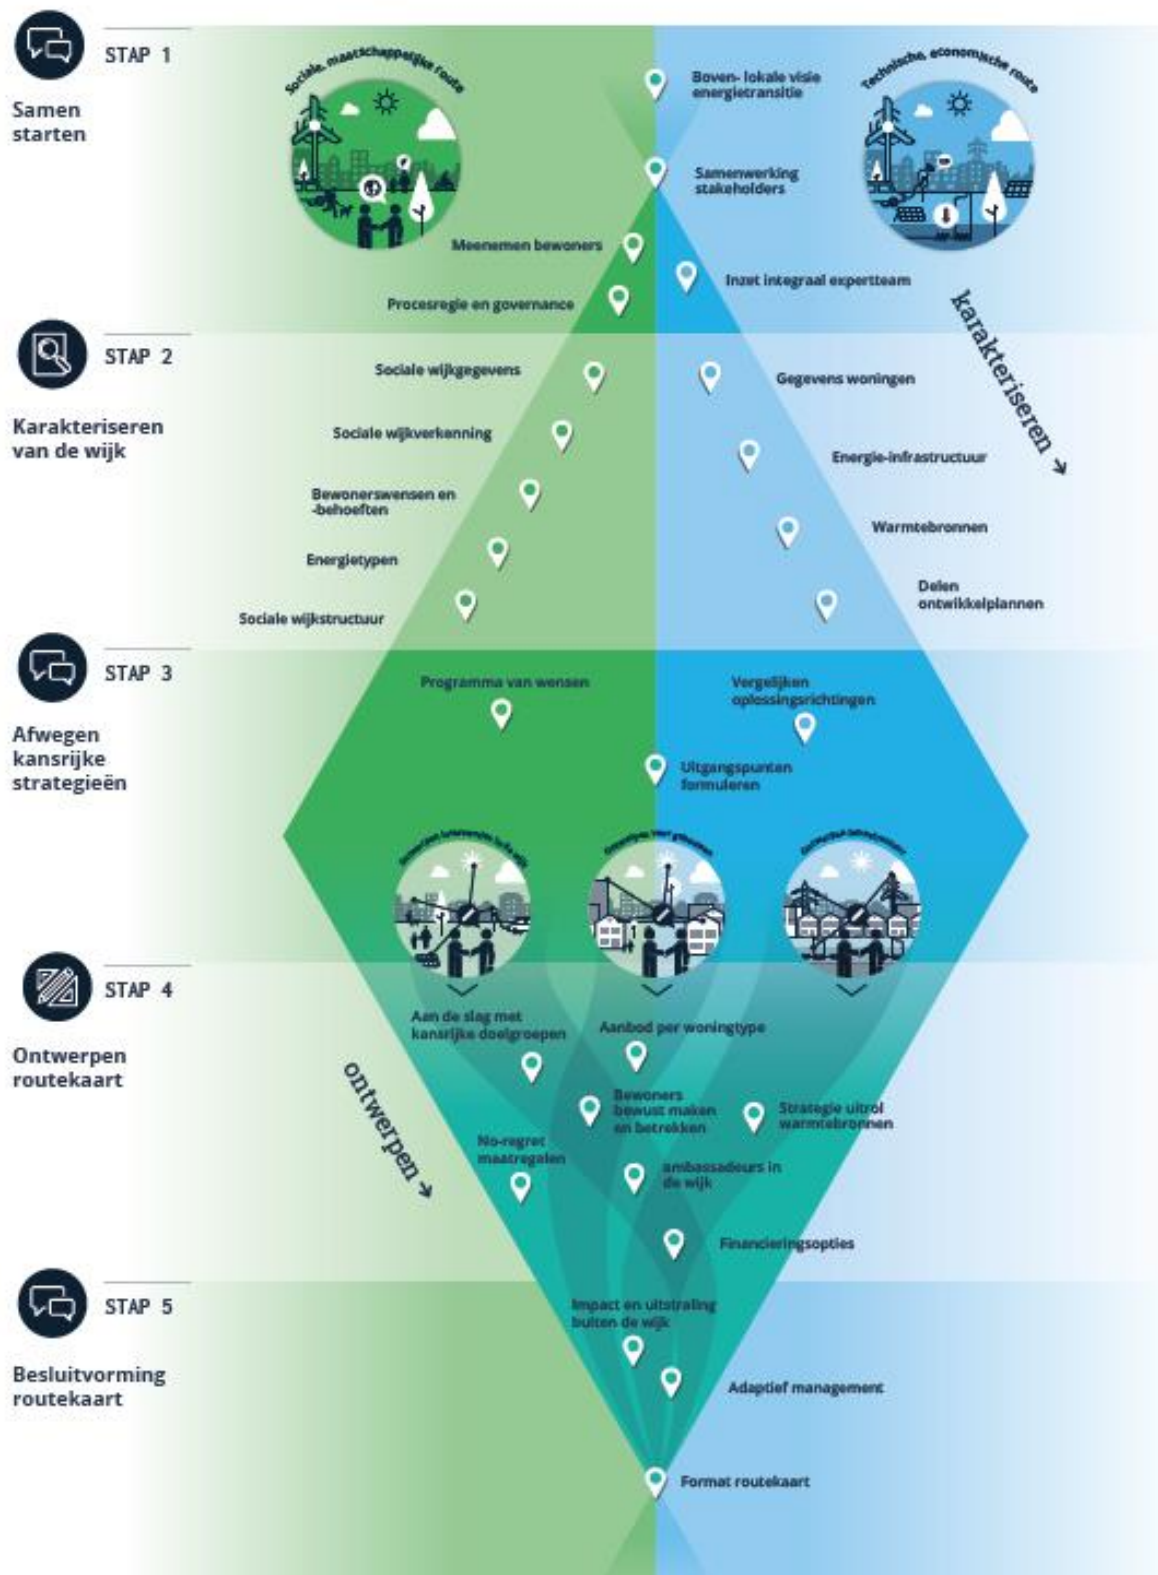 STAP 1
Samen
starten
Sociale, maatschappelijke route
Technische, economische route
Boven- lokale visie
energietransitie
Samenwerking
stakeholders
Meenemen bewoners
Inzet integraal expertteam
Procesregie en governance
karakteriseren
STAP 2
Karakteriseren
van de wijk
Sociale wijkgegevens
Gegevens woningen
Sociale wijkverkenning
Energie-infrastructuur
Bewonerswensen en
-behoeften
Warmtebronnen
Energietypen
Delen
ontwikkelplannen
Sociale wijkstructuur
STAP 3
Afwegen
kansrijke
strategieën
Programma van wensen
Vergelijken
oplossingsrichtingen
Uitgangspunten
formuleren
STAP 4
Ontwerpen
routekaart
Aan de slag met
kansrijke doelgroepen
Aanbod per woningtype
ontwerpen
Bewoners
bewust maken
en betrekken
Strategie uitrol
warmtebronnen
No-regret
maatregelen
ambassadeurs in
de wijk
Financieringsopties
STAP 5
Besluitvorming
routekaart
Impact en uitstraling
buiten de wijk
Adaptief management
Format routekaart